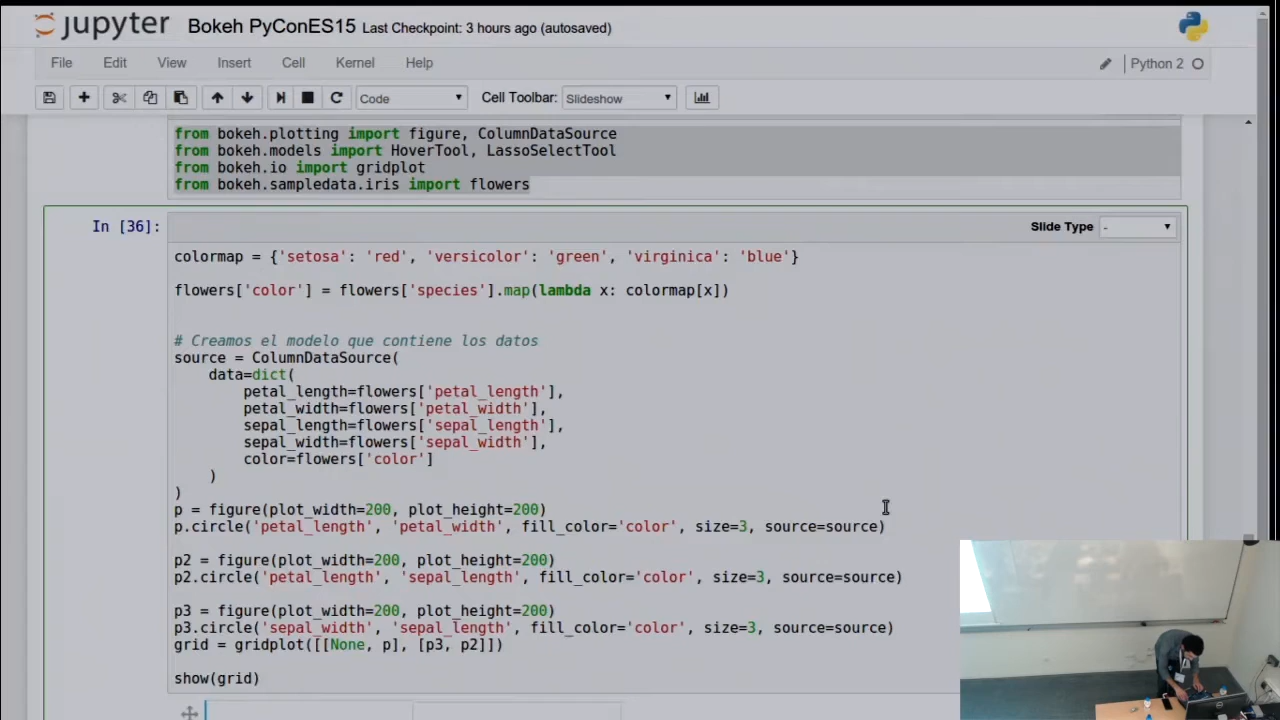 jupyter Bokeh PyConES15 Last Checkpoint: 3 hours ago (autosaved)
File Edit View Insert Cell Kernel Help Python 2
Code Cell Toolbar: Slideshow
from bokeh.plotting import figure, ColumnDataSource
from bokeh.models import HoverTool, LassoSelectTool
from bokeh.io import gridplot
from bokeh.sampledata.iris import flowers
In [36]:
Slide Type -
colormap = {'setosa': 'red', 'versicolor': 'green', 'virginica': 'blue'}
flowers['color'] = flowers['species'].map(lambda x: colormap[x])
# Creamos el modelo que contiene los datos
source = ColumnDataSource(
data=dict(
petal_length=flowers['petal_length'],
petal_width=flowers['petal_width'],
sepal_length=flowers['sepal_length'],
sepal_width=flowers['sepal_width'],
color=flowers['color']
)
)
p = figure(plot_width=200, plot_height=200)
p.circle('petal_length', 'petal_width', fill_color='color', size=3, source=source)
p2 = figure(plot_width=200, plot_height=200)
p2.circle('petal_length', 'sepal_length', fill_color='color', size=3, source=source)
p3 = figure(plot_width=200, plot_height=200)
p3.circle('sepal_width', 'sepal_length', fill_color='color', size=3, source=source)
grid = gridplot([[None, p], [p3, p2]])
show(grid)